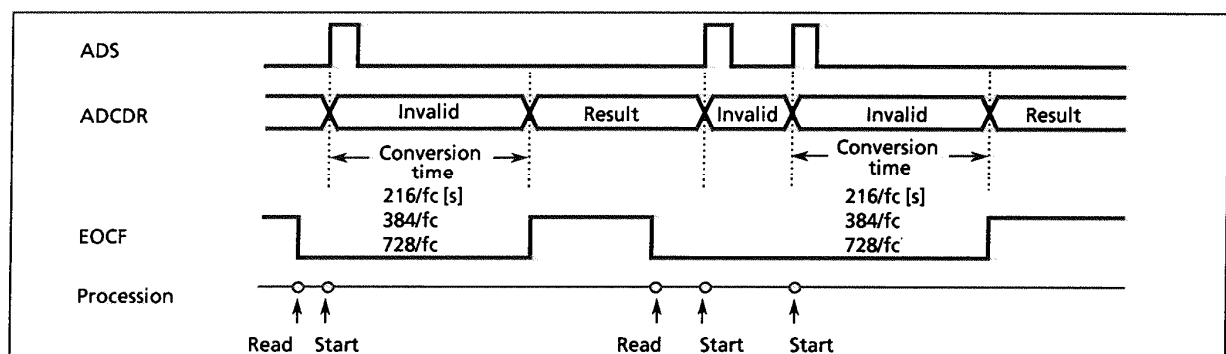 ADS
ADCDR
Invalid
Result
Invalid
Invalid
Result
Conversion
time
216/fc [s]
384/fc
728/fc
Conversion
time
216/fc [s]
384/fc
728/fc
EOCF
Procession
Read
Start
Read
Start
Start